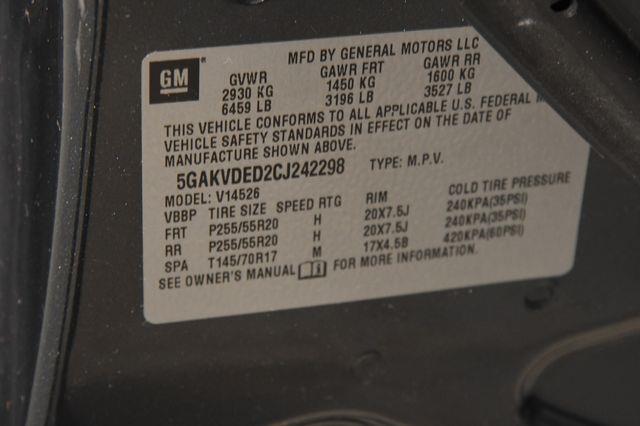 MFD BY GENERAL MOTORS LLC
GM GVWR GAWR FRT GAWR RR
2930 KG 1450 KG 1600 KG
6459 LB 3196 LB 3527 LB
THIS VEHICLE CONFORMS TO ALL APPLICABLE U.S. FEDERAL
VEHICLE SAFETY STANDARDS IN EFFECT ON THE DATE OF
MANUFACTURE SHOWN ABOVE.
5GAKVDED2CJ242298 TYPE: M.P.V.
MODEL: V14526
VBBP TIRE SIZE SPEED RTG RIM COLD TIRE PRESSURE
FRT P255/55R20 H 20X7.5J 240KPA(35PSI)
RR P255/55R20 H 20X7.5J 240KPA(35PSI)
SPA T145/70R17 M 17X4.5B 420KPA(60PSI)
SEE OWNER'S MANUAL FOR MORE INFORMATION.